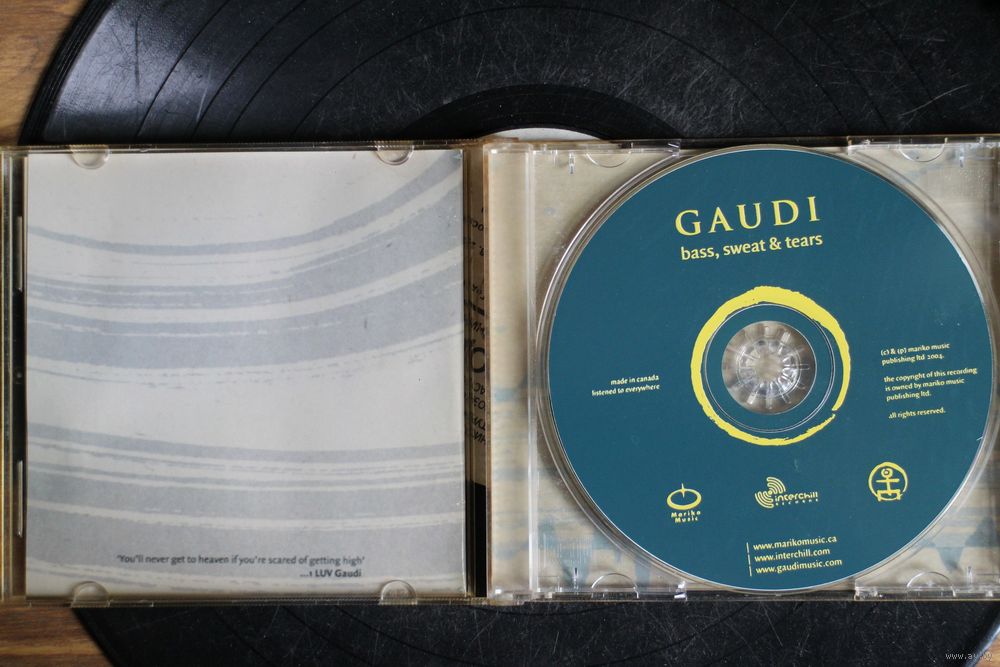 'You''ll never get to heaven if you're scared of getting high'
...1 LUV Gaudi
GAUDI
bass, sweat & tears
made in canada
listened to everywhere
(c) & (p) mariko music
publishing ltd 2004.
the copyright of this recording
is owned by mariko music
publishing ltd.
All rights reserved.
Mariko
Music
interchill
RECORDS
www.marikomusic.ca
www.interchill.com
www.gaudimusic.com